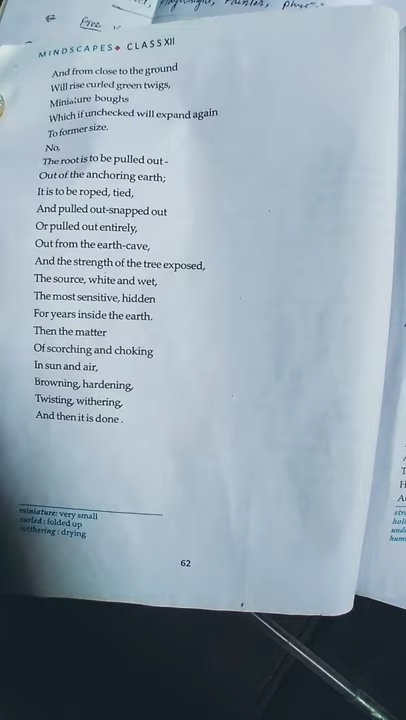 Free
Painter,
MINDSCAPES◆ CLASS XII
And from close to the ground
Will rise curled green twigs,
Miniature boughs
Which if unchecked will expand again
To former size.
No,
The root is to be pulled out -
Out of the anchoring earth;
It is to be roped, tied,
And pulled out-snapped out
Or pulled out entirely,
Out from the earth-cave,
And the strength of the tree exposed,
The source, white and wet,
The most sensitive, hidden
For years inside the earth.
Then the matter
Of scorching and choking
In sun and air,
Browning, hardening,
Twisting, withering,
And then it is done .
miniature: very small
curled : folded up
withering : drying
62